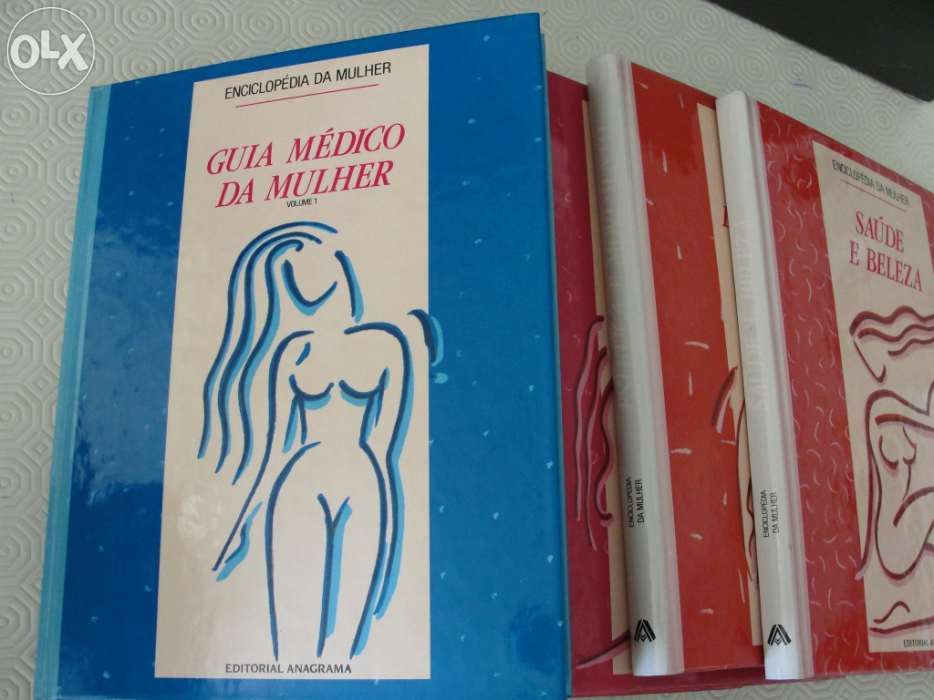 OLX
ENCICLOPÉDIA DA MULHER
GUIA MÉDICO
DA MULHER
VOLUME 1
EDITORIAL ANAGRAMA
ENCICLOPÉDIA
DA MULHER
ENCICLOPÉDIA
DA MULHER
ENCICLOPÉDIA DA MULHER
SAÚDE
E BELEZA
EDITORIAL